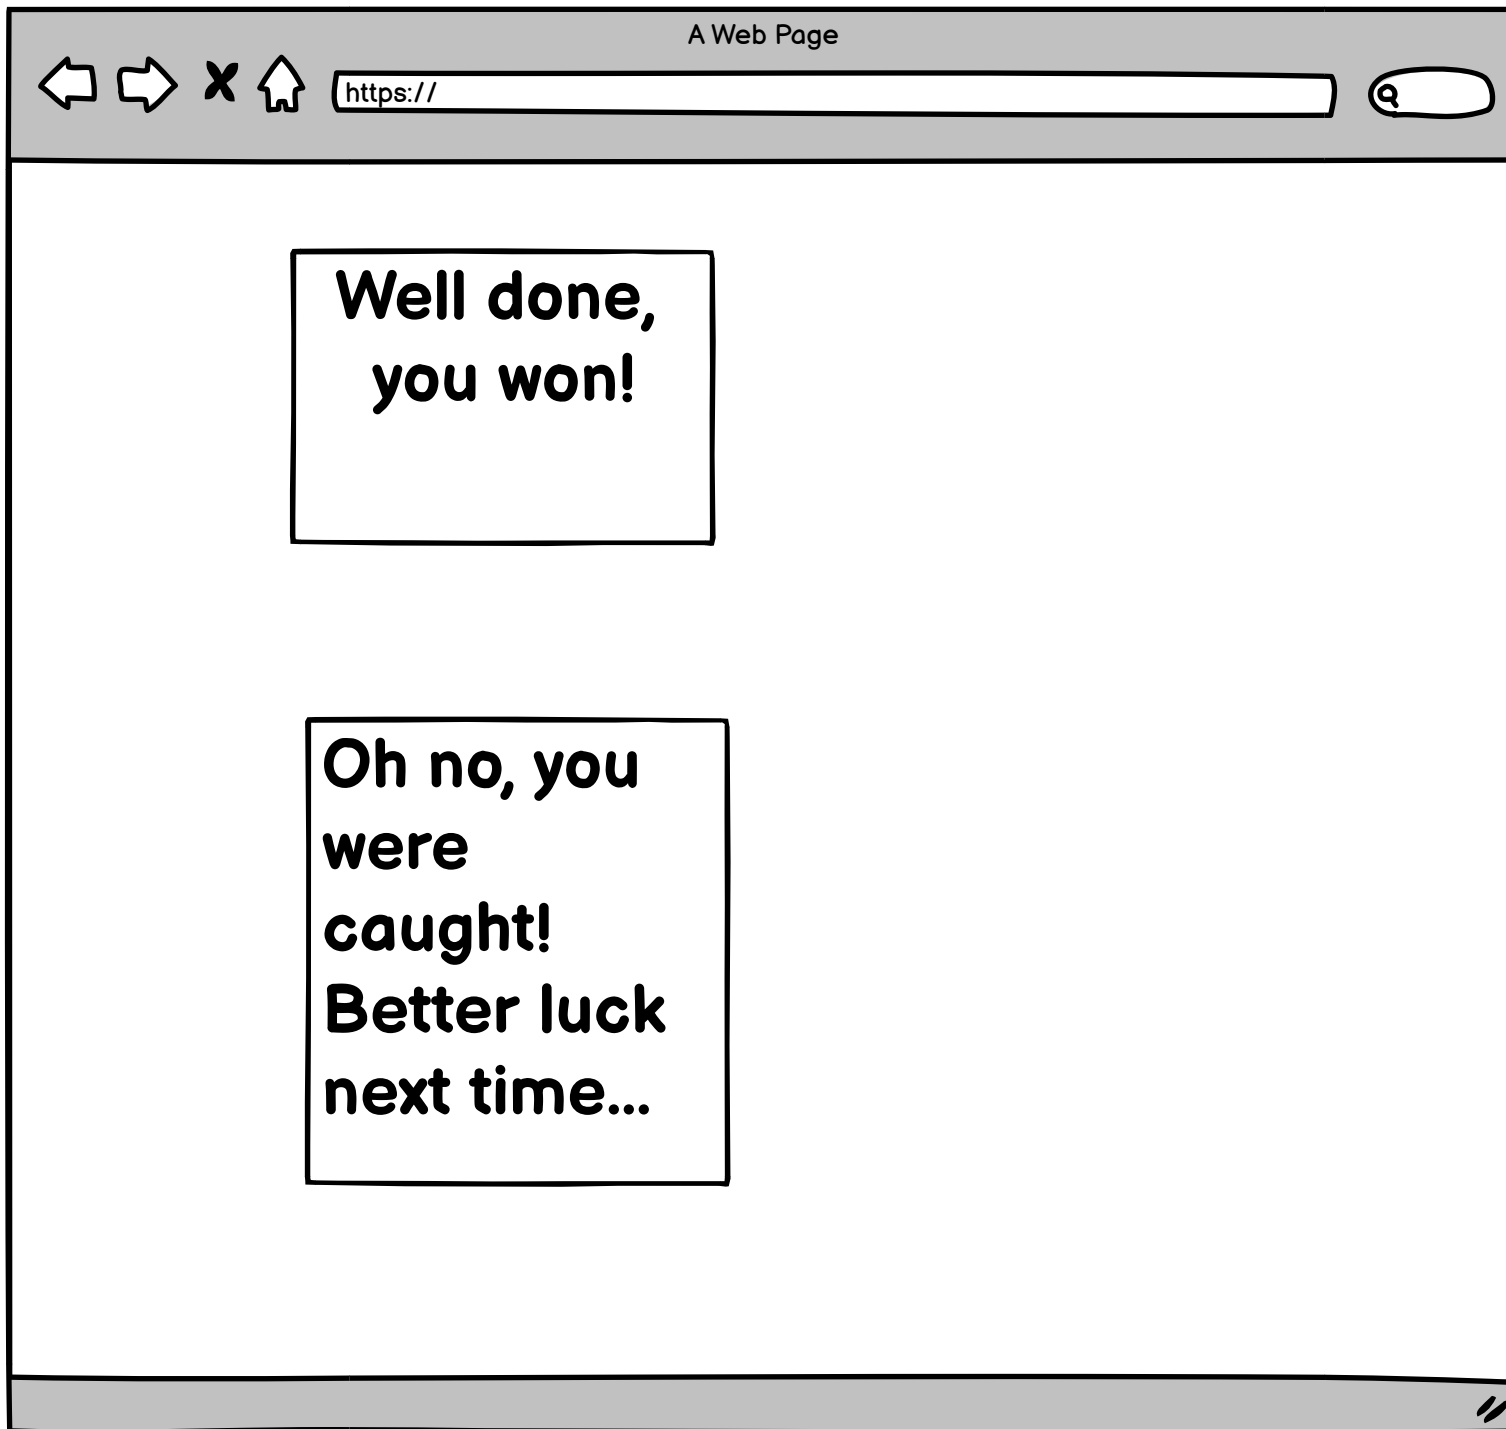 A Web Page
https://
Well done,
you won!
Oh no, you
were
caught!
Better luck
next time...